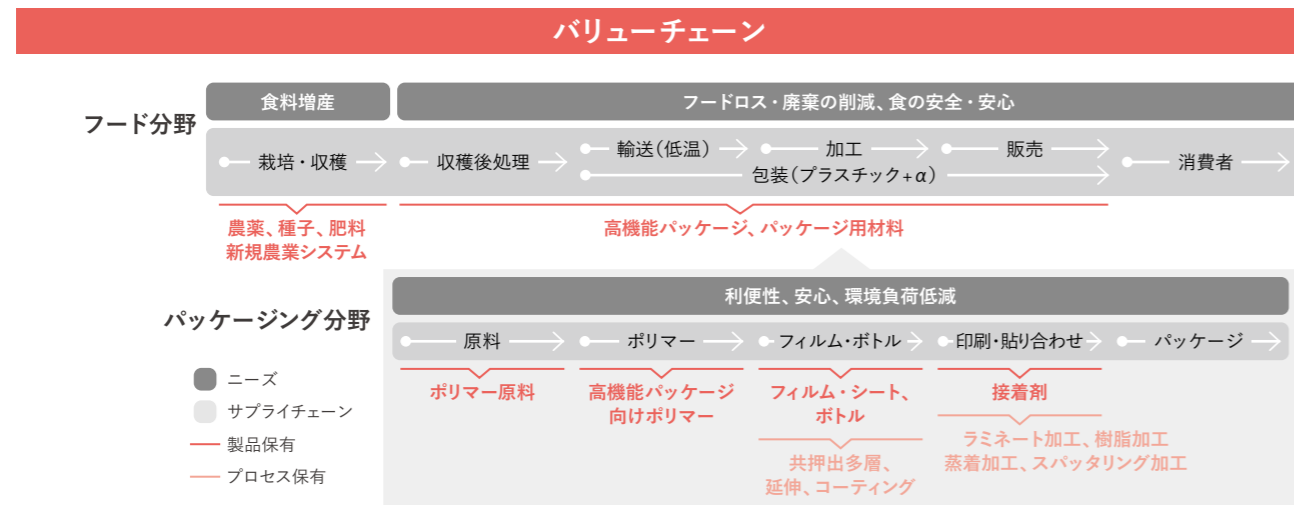 バリューチェーン
フード分野
食料増産
フードロス・廃棄の削減、食の安全・安心
栽培・収穫
収穫後処理
輸送(低温)
加工
販売
包装(プラスチック+α)
消費者
農薬、種子、肥料
新規農業システム
高機能パッケージ、パッケージ用材料
パッケージング分野
利便性、安心、環境負荷低減
原料
ポリマー
フィルム・ボトル
印刷・貼り合わせ
パッケージ
ポリマー原料
高機能パッケージ
向けポリマー
フィルム・シート、
ボトル
接着剤
共押出多層、
延伸、コーティング
ラミネート加工、樹脂加工
蒸着加工、スパッタリング加工
ニーズ
サプライチェーン
製品保有
プロセス保有